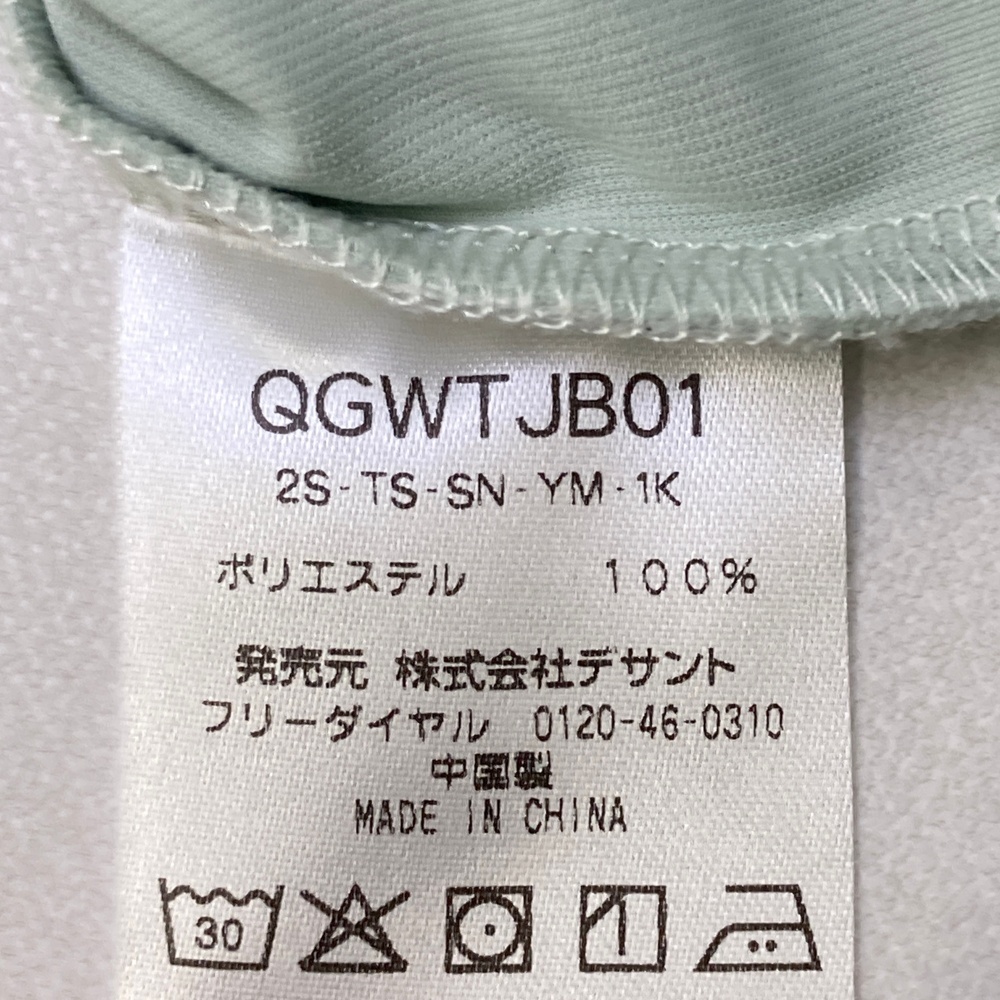 QGWTJB01
2S-TS-SN-YM-1K
ポリエステル 100%
発売元 株式会社デサント
フリーダイヤル 0120-46-0310
中国製
MADE IN CHINA
30